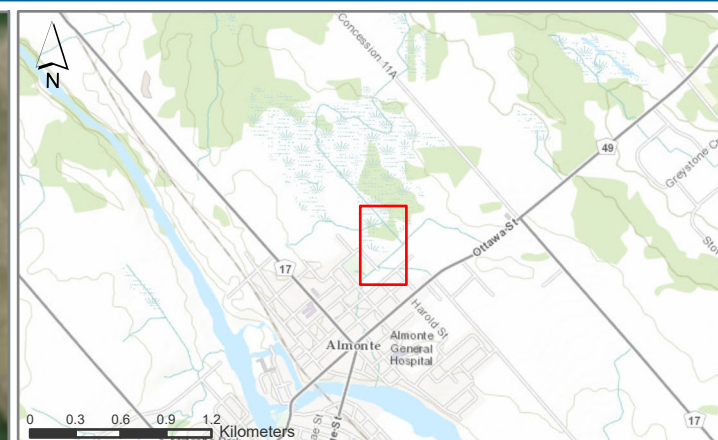 N
Concession 11A
49
Greystone C
Ottawa St
17
Harold St
Almonte
Almonte
General
Hospital
17
0 0.3 0.6 0.9 1.2
Kilometers